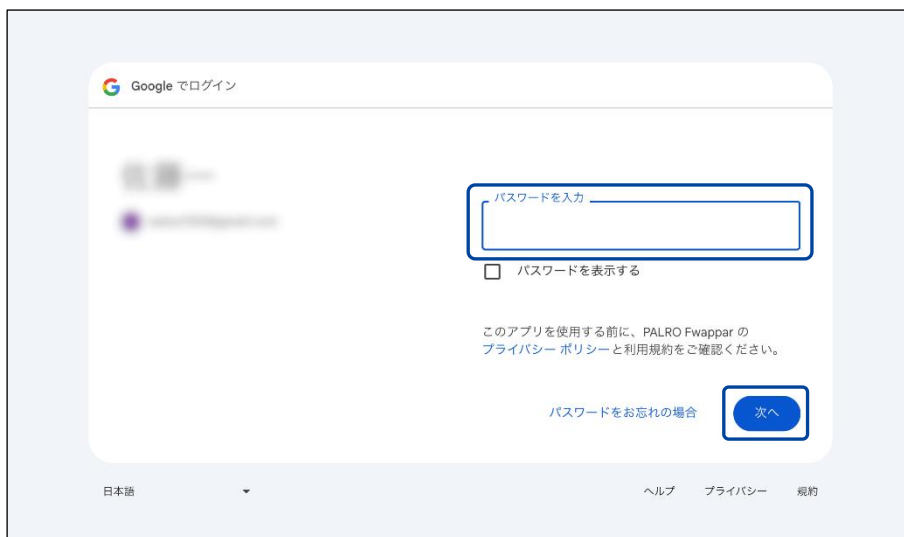 Google でログイン
パスワードを入力
パスワードを表示する
このアプリを使用する前に、PALRO Fwappar の
プライバシー ポリシーと利用規約をご確認ください。
パスワードをお忘れの場合
次へ
日本語
ヘルプ
プライバシー
規約